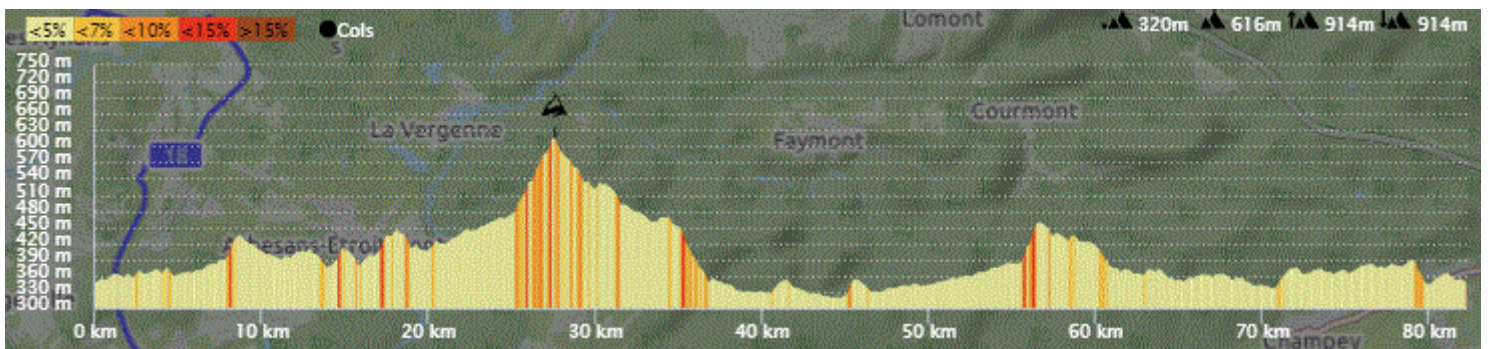 <5% <7% <10% <15% >15% Cols 320m 616m 914m 914m
Lomont
750 m
720 m
690 m
660 m
630 m
600 m
570 m
540 m
510 m
480 m
450 m
420 m
390 m
360 m
330 m
300 m
La Vergenne
Faymont
Courmont
0 km 10 km 20 km 30 km 40 km 50 km 60 km 70 km 80 km
Champey